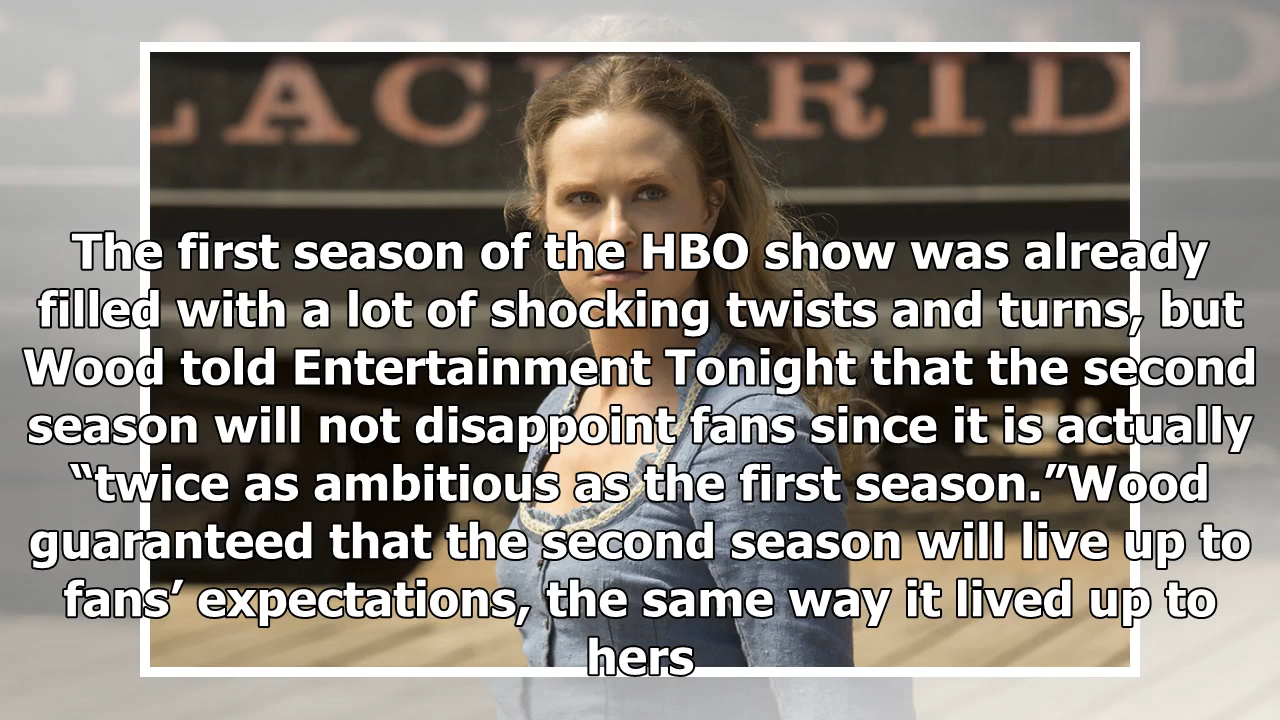 LACK RID
The first season of the HBO show was already
filled with a lot of shocking twists and turns, but
Wood told Entertainment Tonight that the second
season will not disappoint fans since it is actually
“twice as ambitious as the first season.”Wood
guaranteed that the second season will live up to
fans’ expectations, the same way it lived up to
hers